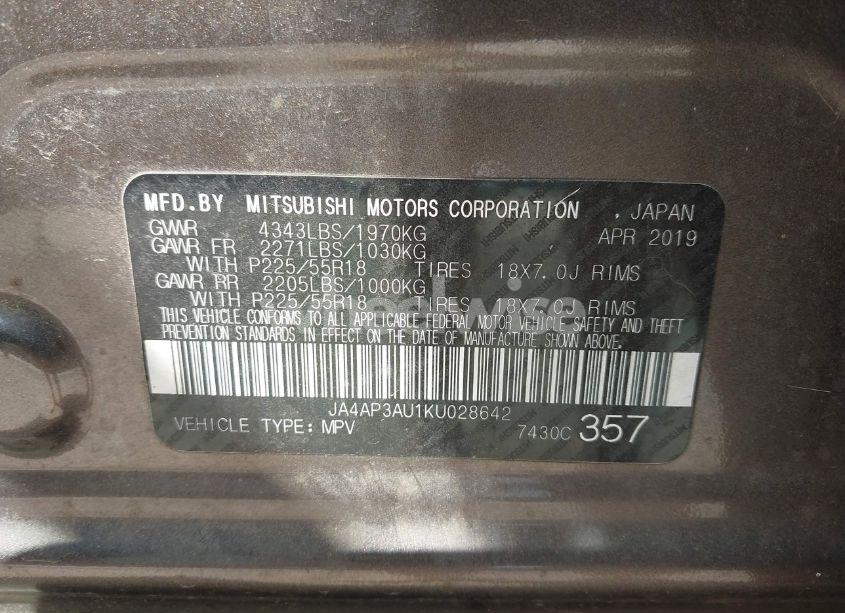 MFD.BY MITSUBISHI MOTORS CORPORATION . JAPAN
GVWR 4343LBS/1970KG APR 2019
GAWR FR 2271LBS/1030KG
WITH P225/55R18 TIRES 18X7.0J RIMS
GAWR RR 2205LBS/1000KG
WITH P225/55R18 TIRES 18X7.0J RIMS
THIS VEHICLE CONFORMS TO ALL APPLICABLE FEDERAL MOTOR VEHICLE SAFETY AND THEFT
PREVENTION STANDARDS IN EFFECT ON THE DATE OF MANUFACTURE SHOWN ABOVE.
JA4AP3AU1KU028642
VEHICLE TYPE: MPV 7430C 357